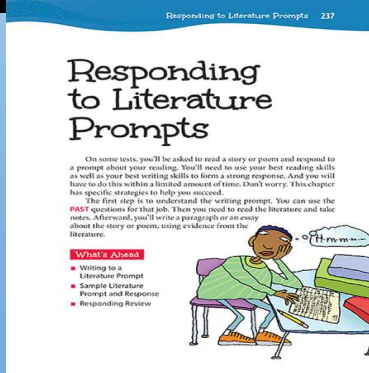 Responding to Literature Prompts 237
Responding
to Literature
Prompts
On some tests, you'll be asked to read a story or poem and respond to
a prompt about your reading. You'll need to use your best reading skills
as well as your best writing skills to form a strong response. And you will
have to do this within a limited amount of time. Don't worry. This chapter
has specific strategies to help you succeed.
The first step is to understand the writing prompt. You can use the
PAST questions for that job. Then you need to read the literature and take
notes. Afterward, you'll write a paragraph or an essay
about the story or poem, using evidence from the
literature.
Hmmm~
What's Ahead
■ Writing to a
Literature Prompt
■ Sample Literature
Prompt and Response
■ Responding Review